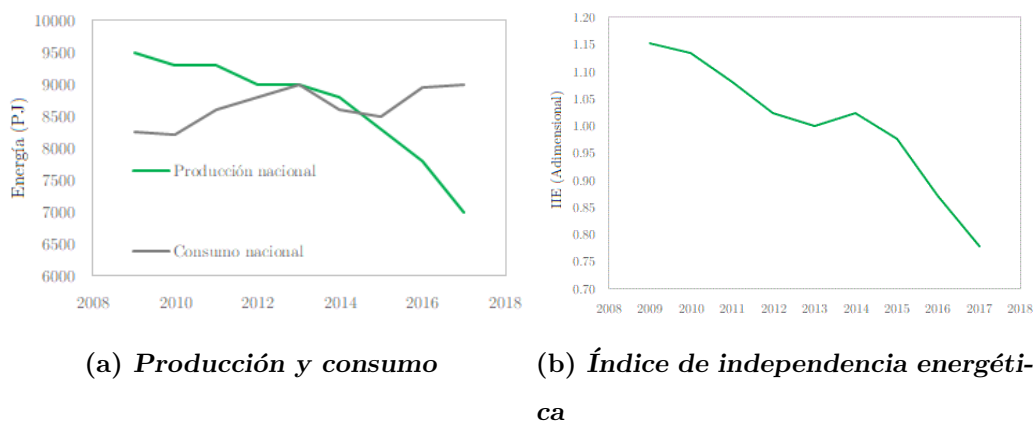 10000
9500
9000
8500
8000
7500
7000
6500
6000
Energía (PJ)
Producción nacional
Consumo nacional
2008 2010 2012 2014 2016 2018
(a) Producción y consumo
1.20
1.15
1.10
1.05
1.00
0.95
0.90
0.85
0.80
0.75
0.70
IIE (Adimensional)
2008 2009 2010 2011 2012 2013 2014 2015 2016 2017 2018
(b) Índice de independencia energéti-
ca